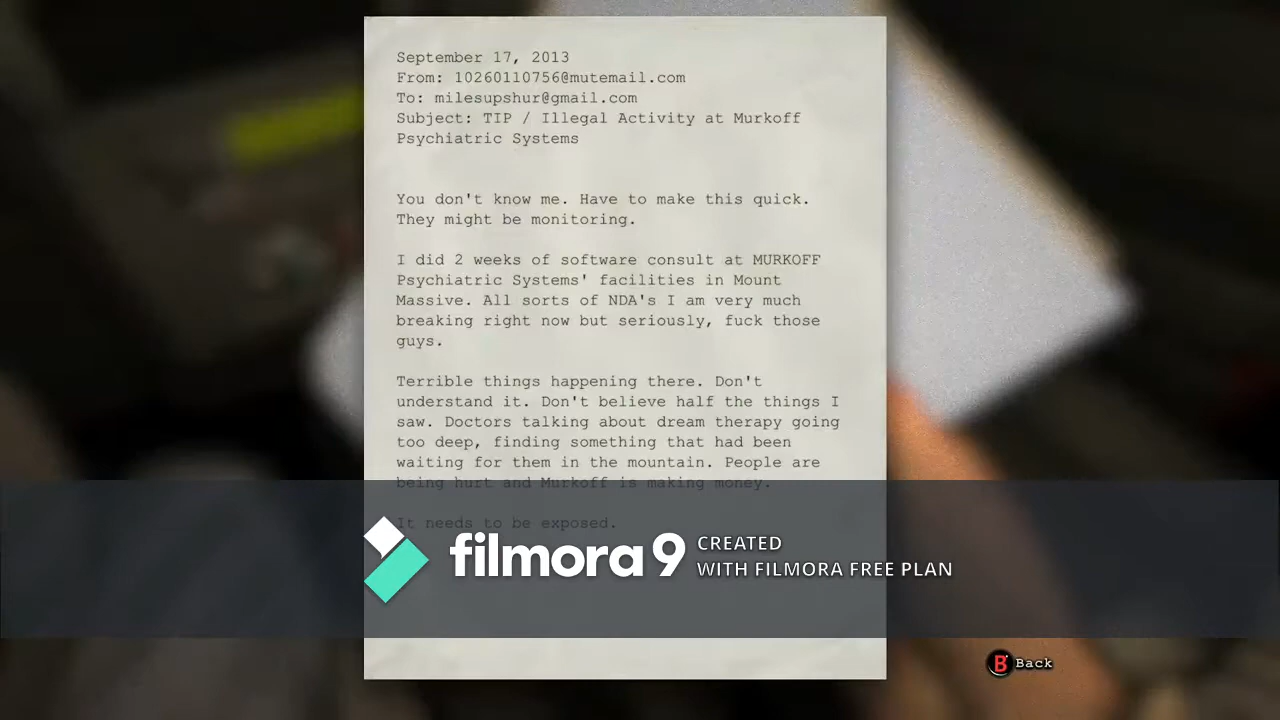 September 17, 2013
From: 10260110756@mutemail.com
To: milesupshur@gmail.com
Subject: TIP / Illegal Activity at Murkoff
Psychiatric Systems
You don't know me. Have to make this quick.
They might be monitoring.
I did 2 weeks of software consult at MURKOFF
Psychiatric Systems' facilities in Mount
Massive. All sorts of NDA's I am very much
breaking right now but seriously, fuck those
guys.
Terrible things happening there. Don't
understand it. Don't believe half the things I
saw. Doctors talking about dream therapy going
too deep, finding something that had been
waiting for them in the mountain. People are
being hurt and Murkoff is making money.
It needs to be exposed.
filmora 9 CREATED
WITH FILMORA FREE PLAN
B Back